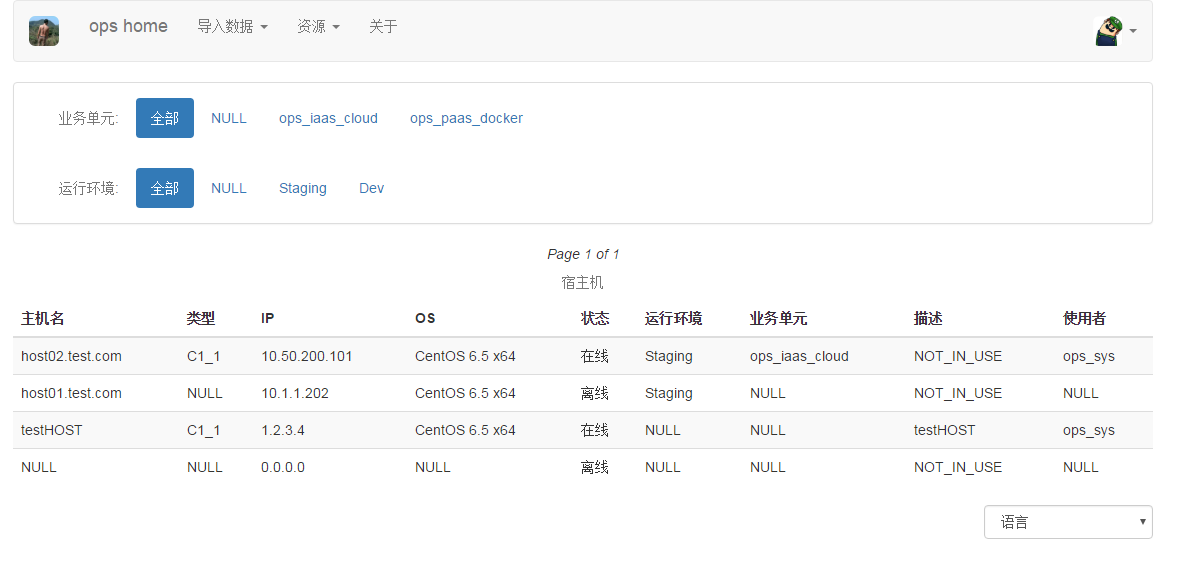 ops home 导入数据 资源 关于
业务单元: 全部 NULL ops_iaas_cloud ops_paas_docker
运行环境: 全部 NULL Staging Dev
Page 1 of 1
宿主机
主机名 类型 IP OS 状态 运行环境 业务单元 描述 使用者
host02.test.com C1_1 10.50.200.101 CentOS 6.5 x64 在线 Staging ops_iaas_cloud NOT_IN_USE ops_sys
host01.test.com NULL 10.1.1.202 CentOS 6.5 x64 离线 Staging NULL NOT_IN_USE NULL
testHOST C1_1 1.2.3.4 CentOS 6.5 x64 在线 NULL NULL testHOST ops_sys
NULL NULL 0.0.0.0 NULL 离线 NULL NULL NOT_IN_USE NULL
语言